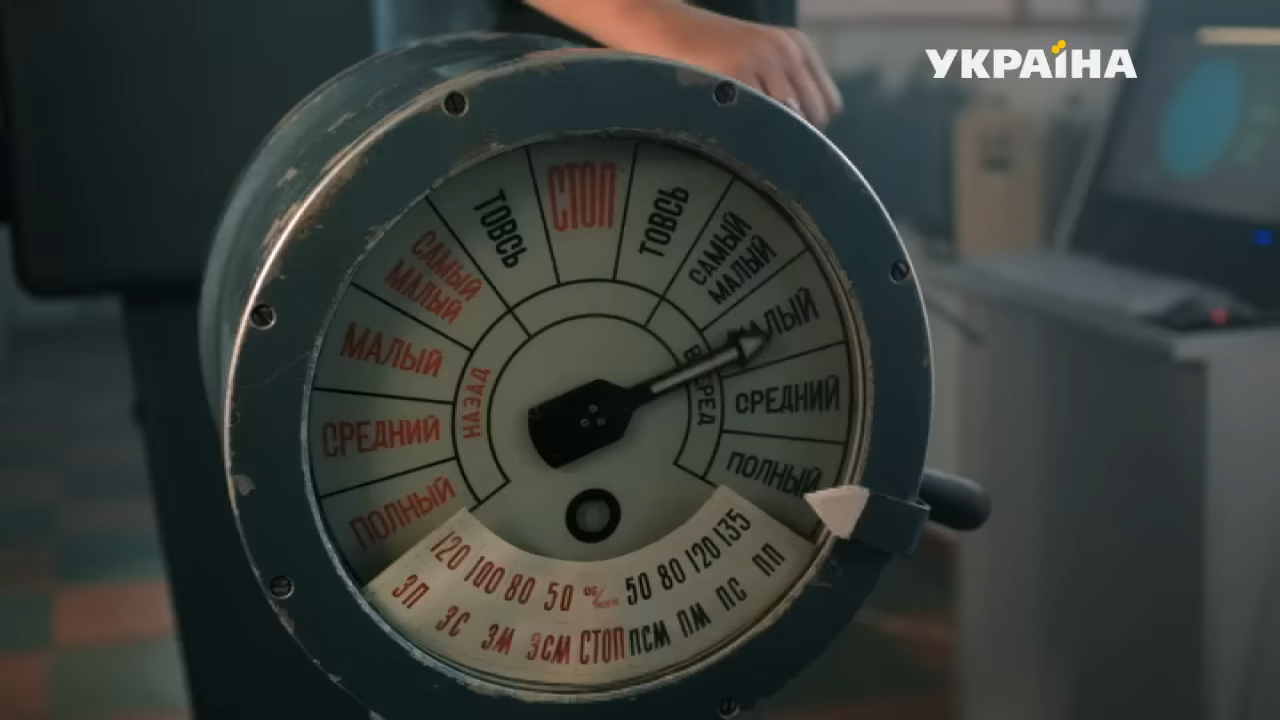 УКРАЇНА
СТОП
ТОВСЬ
ТОВСЬ
САМЫЙ
МАЛЫЙ
САМЫЙ
МАЛЫЙ
МАЛЫЙ
МАЛЫЙ
НАЗАД
ВПЕРЕД
СРЕДНИЙ
СРЕДНИЙ
ПОЛНЫЙ
ПОЛНЫЙ
120 100 80 50 50 80 120 135
ЗП ЗС ЗМ ЗСМ СТОП ПСМ ПМ ПС ПП